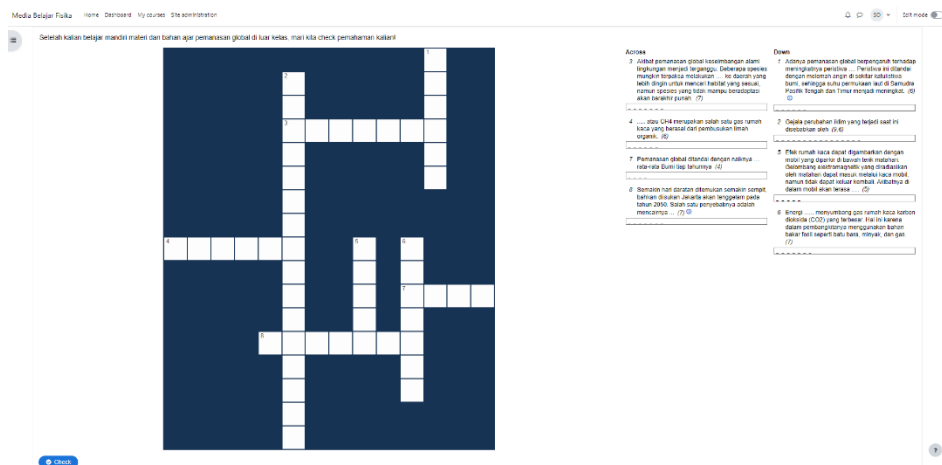 Media Belajar Fisika Home Dashboard My courses Site administration SD Edit mode
Setelah kalian belajar mandiri materi dan bahan ajar pemanasan global di luar kelas, mari kita check pemahaman kalian!
1
2
3
4 5 6
7
8
Across
3 Akibat pemanasan global keseimbangan alami
lingkungan menjadi terganggu. Beberapa spesies
mungkin terpaksa melakukan .... ke daerah yang
lebih dingin untuk mencari habitat yang sesuai,
namun spesies yang tidak mampu beradaptasi
akan berakhir punah. (7)
4 ..... atau CH4 merupakan salah satu gas rumah
kaca yang berasal dari pembusukan limah
organik. (6)
7 Pemanasan global ditandai dengan naiknya ...
rata-rata Bumi tiap tahunnya (4)
8 Semakin hari daratan ditemukan semakin sempit,
bahkan diisukan Jakarta akan tenggelam pada
tahun 2050. Salah satu penyebabnya adalah
mencairnya ... (7)
Down
1 Adanya pemanasan global berpengaruh terhadap
meningkatnya peristiwa .... Peristiwa ini ditandai
dengan melemah angin di sekitar katulistiwa
bumi, sehingga suhu permukaan laut di Samudra
Pasifik Tengah dan Timur menjadi meningkat. (6)
2 Gejala perubahan iklim yang terjadi saat ini
disebabkan oleh (9,6)
5 Efek rumah kaca dapat digambarkan dengan
mobil yang diparkir di bawah terik matahari.
Gelombang elektromagnetik yang diradiasikan
oleh matahari dapat masuk melalui kaca mobil,
namun tidak dapat keluar kembali. Akibatnya di
dalam mobil akan terasa .... (5)
6 Energi ..... menyumbang gas rumah kaca karbon
dioksida (CO2) yang terbesar. Hal ini karena
dalam pembangkitanya menggunakan bahan
bakar fosil seperti batu bara, minyak, dan gas.
(7)
Check
?